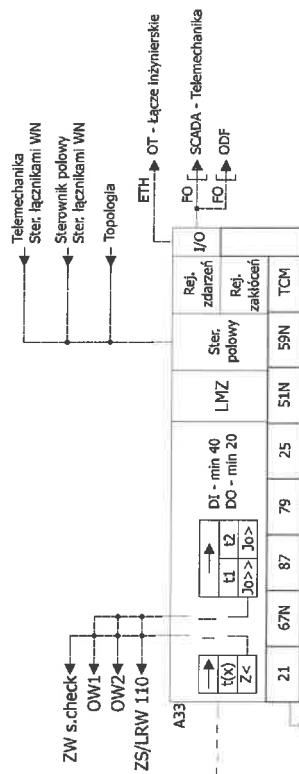 Telemechanika
Ster. łącznikami WN
Sterownik polowy
Ster. łącznikami WN
Topologia
ETH
OT - Łącze inżynierskie
FO
SCADA - Telemechanika
FO
ODF
ZW s.check
OW1
OW2
ZS/LRW 110
A33
t(x)
Z<
t1
t2
Jo>>
Jo>
DI - min 40
DO - min 20
LMZ
Ster.
polowy
Rej.
zdarzeń
Rej.
zakłóceń
I/O
21
67N
87
79
25
51N
59N
TCM